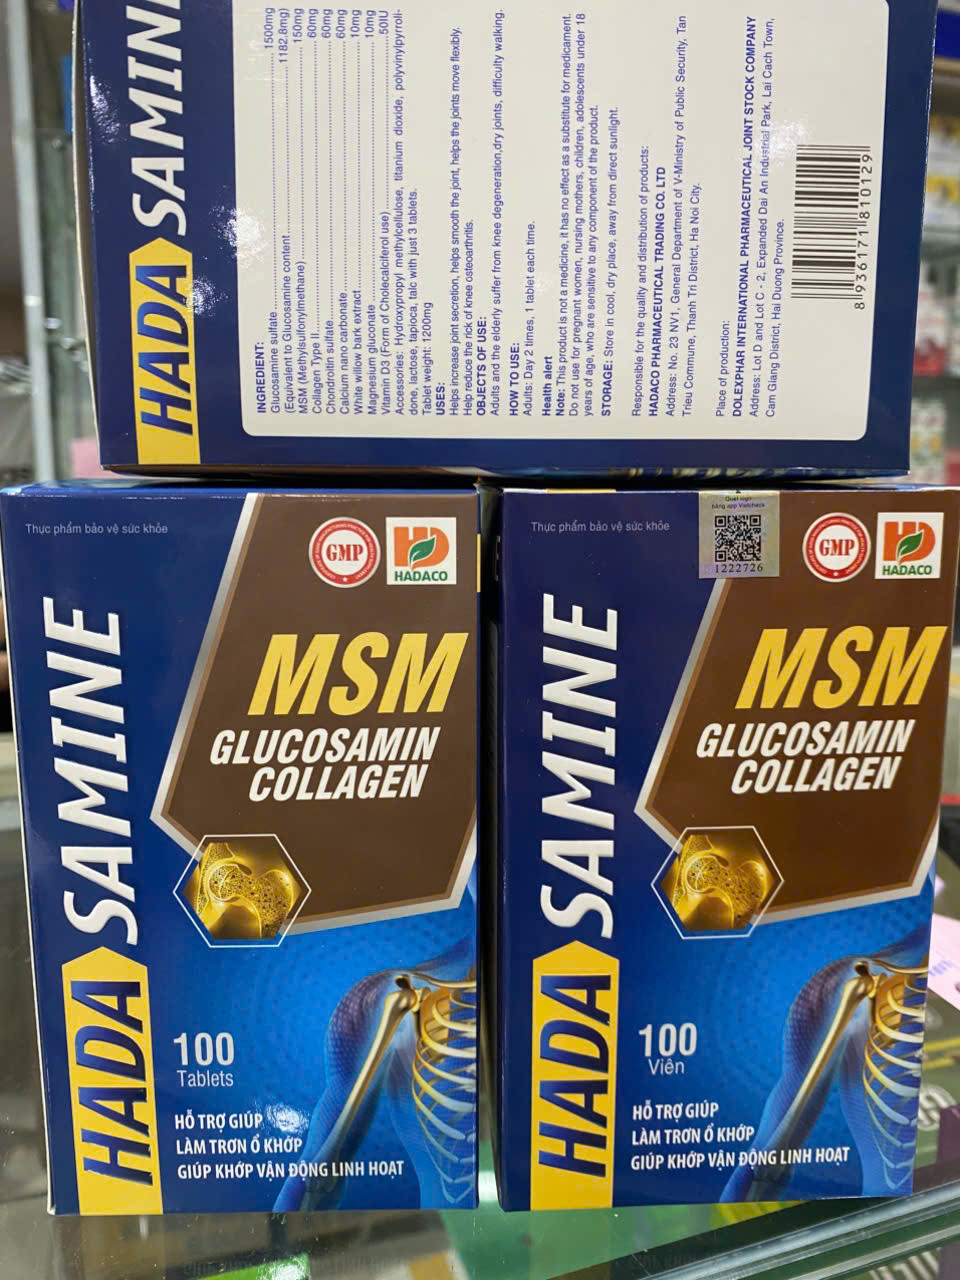 HADA SAMINE
INGREDIENT:
Glucosamine sulfate 1500mg
(Equivalent to Glucosamine content 1182.8mg)
MSM (Methylsulfonylmethane) 150mg
Collagen Type II 60mg
Chondroitin sulfate 60mg
Calcium nano carbonate 60mg
White willow bark extract 10mg
Magnesium gluconate 10mg
Vitamin D3 (Form of Cholecalciferol use) 50IU
Accessories: Hydroxypropyl methylcellulose, titanium dioxide, polyvinylpyrroli-
done, lactose, tapioca, talc with just 3 tablets.
Tablet weight: 1200mg
USES:
Helps increase joint secretion, helps smooth the joint, helps the joints move flexibly.
Help reduce the rick of knee osteoarthritis.
OBJECTS OF USE:
Adults and the elderly suffer from knee degeneration,dry joints, difficulty walking.
HOW TO USE:
Adults: Day 2 times, 1 tablet each time.
Health alert
Note: This product is not a medicine, it has no effect as a substitute for medicament.
Do not use for pregnant women, nursing mothers, children, adolescents under 18
years of age, who are sensitive to any component of the product.
STORAGE: Store in cool, dry place, away from direct sunlight.
Responsible for the quality and distribution of products:
HADACO PHARMACEUTICAL TRADING CO. LTD
Address: No. 23 NV1, General Department of V-Ministry of Public Security, Tan
Trieu Commune, Thanh Tri District, Ha Noi City.
Place of production:
DOLEXPHAR INTERNATIONAL PHARMACEUTICAL JOINT STOCK COMPANY
Address: Lot D and Lot C - 2, Expanded Dai An Industrial Park, Lai Cach Town,
Cam Giang District, Hai Duong Province.
8 936171 810129
Thực phẩm bảo vệ sức khỏe
GMP
HADACO
HADA SAMINE
MSM
GLUCOSAMIN
COLLAGEN
100
Tablets
HỖ TRỢ GIÚP
LÀM TRƠN Ổ KHỚP
GIÚP KHỚP VẬN ĐỘNG LINH HOẠT
Thực phẩm bảo vệ sức khỏe
Quét logo
bằng app Viatcheck
1222726
GMP
HADACO
HADA SAMINE
MSM
GLUCOSAMIN
COLLAGEN
100
Viên
HỖ TRỢ GIÚP
LÀM TRƠN Ổ KHỚP
GIÚP KHỚP VẬN ĐỘNG LINH HOẠT